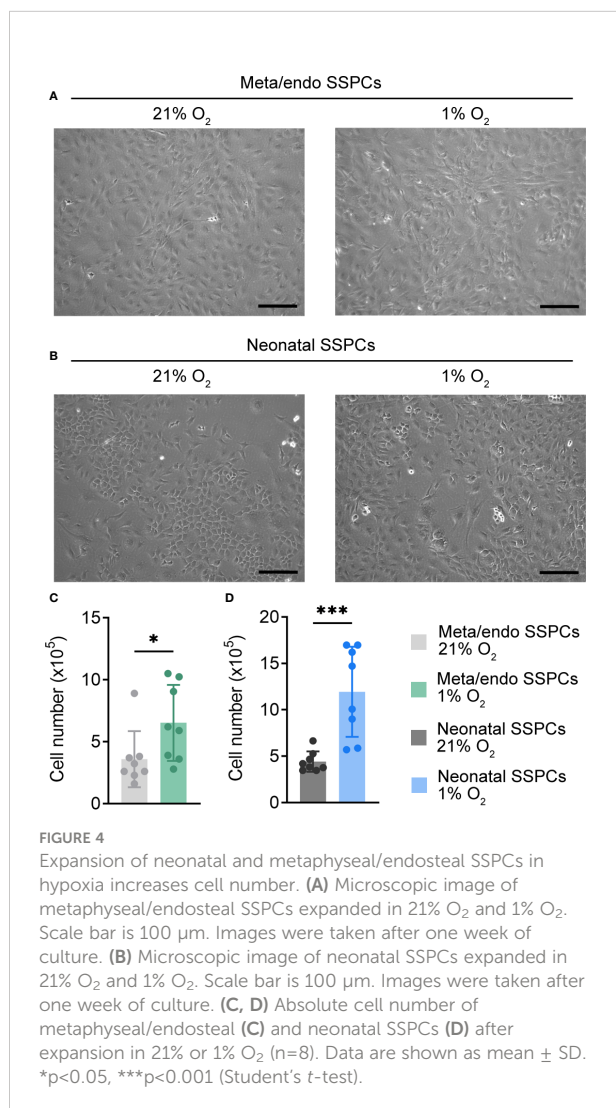 Meta/endo SSPCs
A
21% O₂
1% O₂
Neonatal SSPCs
B
21% O₂
1% O₂
C
D
Cell number (x10⁵)
15
10
5
0
*
Cell number (x10⁵)
20
15
10
5
0
***
Meta/endo SSPCs
21% O₂
Meta/endo SSPCs
1% O₂
Neonatal SSPCs
21% O₂
Neonatal SSPCs
1% O₂
FIGURE 4
Expansion of neonatal and metaphyseal/endosteal SSPCs in
hypoxia increases cell number. (A) Microscopic image of
metaphyseal/endosteal SSPCs expanded in 21% O₂ and 1% O₂.
Scale bar is 100 µm. Images were taken after one week of
culture. (B) Microscopic image of neonatal SSPCs expanded in
21% O₂ and 1% O₂. Scale bar is 100 µm. Images were taken after
one week of culture. (C, D) Absolute cell number of
metaphyseal/endosteal (C) and neonatal SSPCs (D) after
expansion in 21% or 1% O₂ (n=8). Data are shown as mean ± SD.
*p<0.05, ***p<0.001 (Student's t-test).